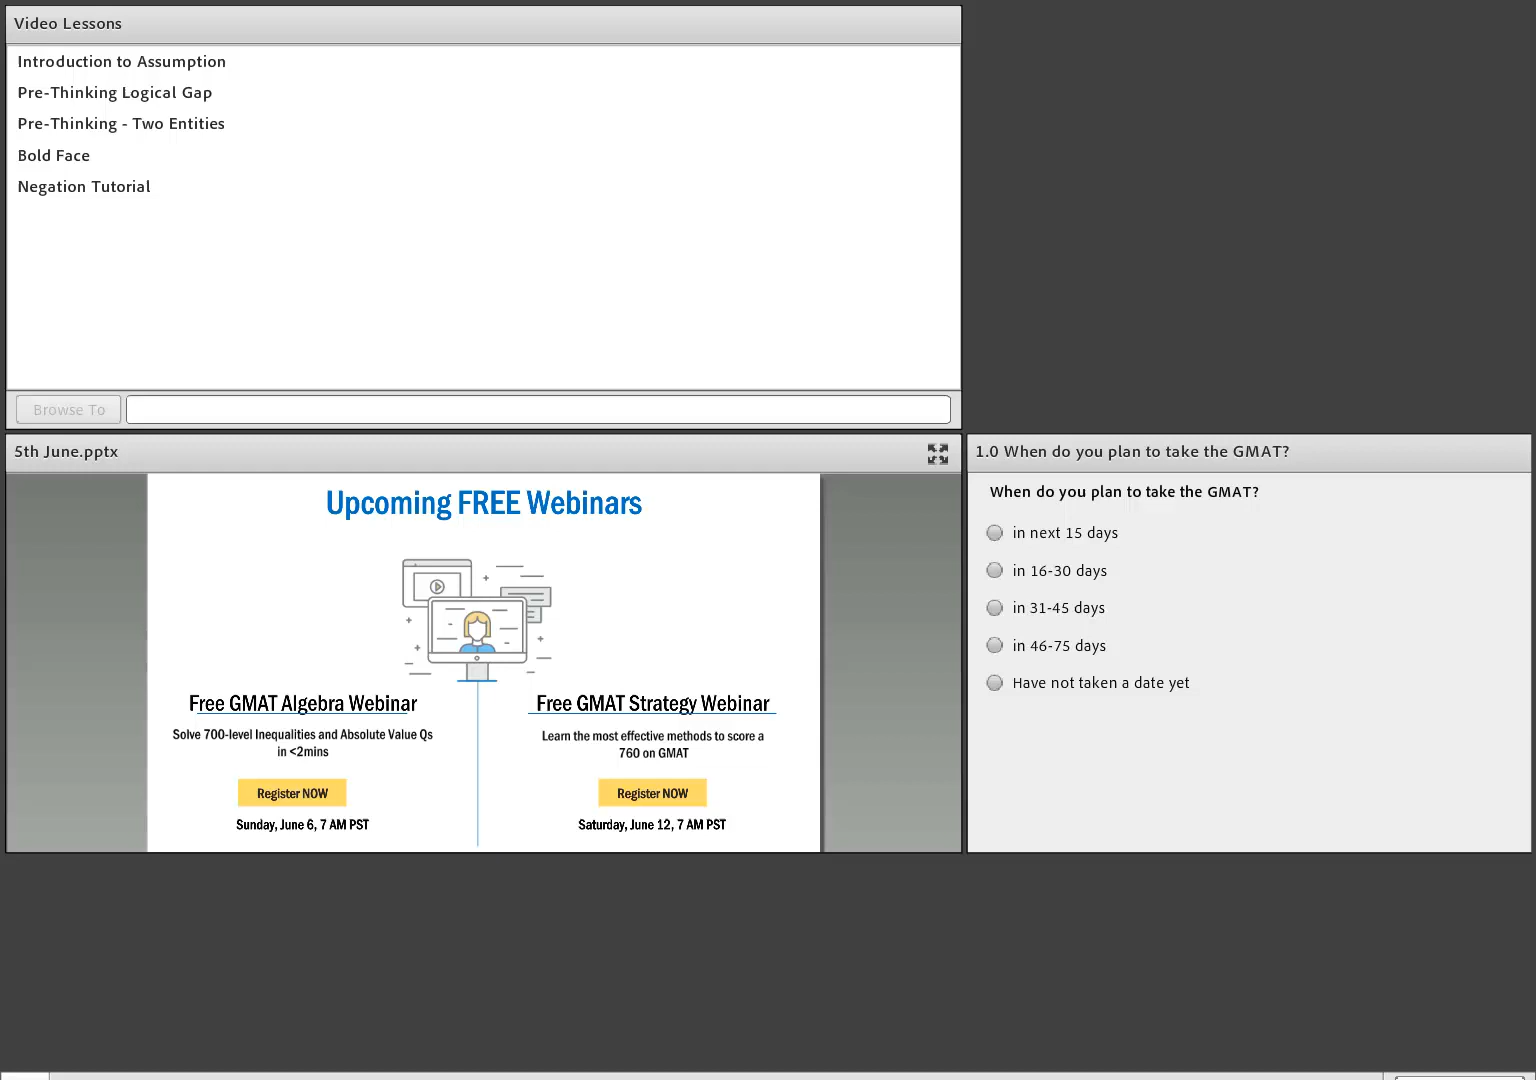 Video Lessons
Introduction to Assumption
Pre-Thinking Logical Gap
Pre-Thinking - Two Entities
Bold Face
Negation Tutorial
Browse To
5th June.pptx
Upcoming FREE Webinars
Free GMAT Algebra Webinar
Solve 700-level Inequalities and Absolute Value Qs
in <2mins
Register NOW
Sunday, June 6, 7 AM PST
Free GMAT Strategy Webinar
Learn the most effective methods to score a
760 on GMAT
Register NOW
Saturday, June 12, 7 AM PST
1.0 When do you plan to take the GMAT?
When do you plan to take the GMAT?
in next 15 days
in 16-30 days
in 31-45 days
in 46-75 days
Have not taken a date yet